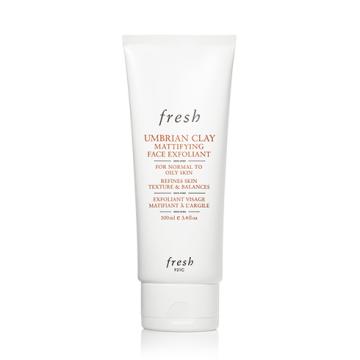 fresh
UMBRIAN CLAY
MATTIFYING
FACE EXFOLIANT
FOR NORMAL TO
OILY SKIN
REFINES SKIN
TEXTURE & BALANCES
EXFOLIANT VISAGE
MATIFIANT À L'ARGILE
100ml e 3.4fl.oz
fresh